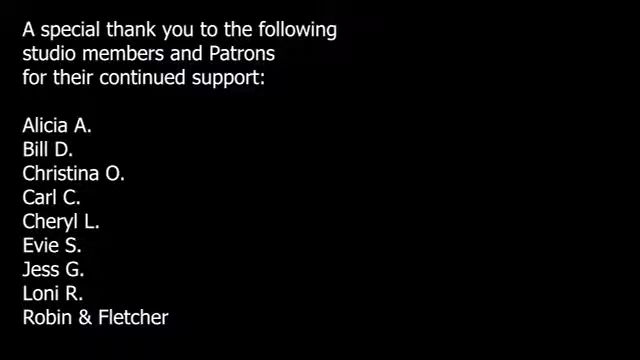 A special thank you to the following
studio members and Patrons
for their continued support:
Alicia A.
Bill D.
Christina O.
Carl C.
Cheryl L.
Evie S.
Jess G.
Loni R.
Robin & Fletcher